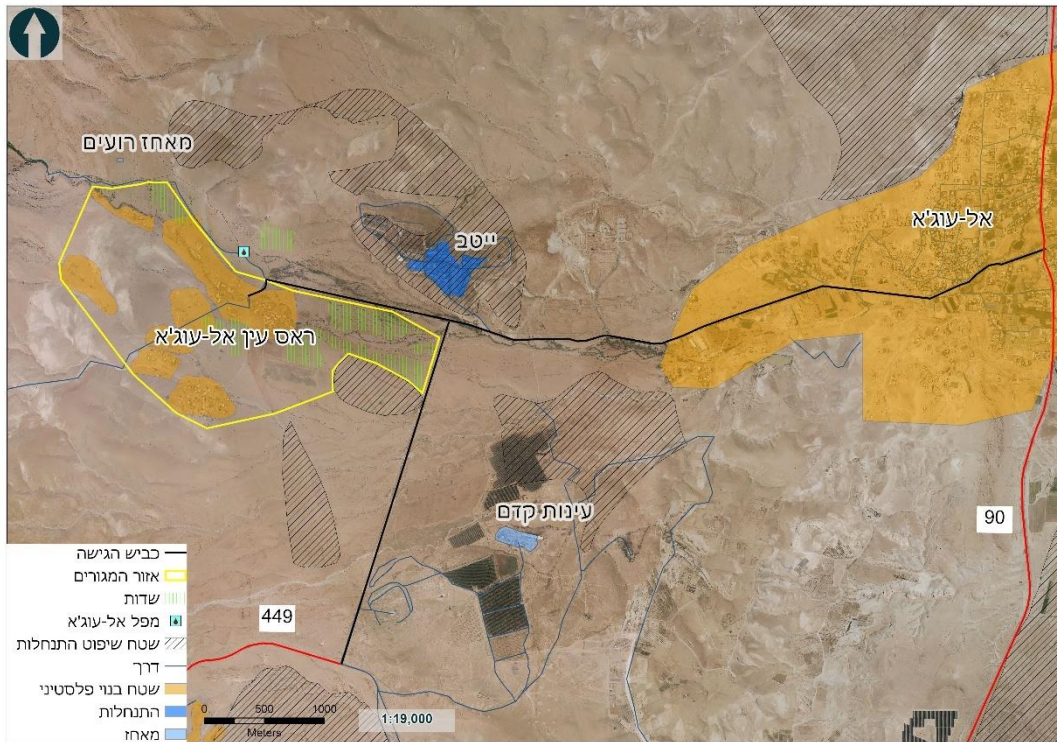 מאחז רועים
אל-עוג'א
ייטב
ראס עין אל-עוג'א
עינות קדם
90
449
כביש הגישה
אזור המגורים
שדות
מפל אל-עוג'א
שטח שיפוט התנחלות
דרך
שטח בנוי פלסטיני
התנחלות
מאחז
0 500 1000
Meters
1:19,000